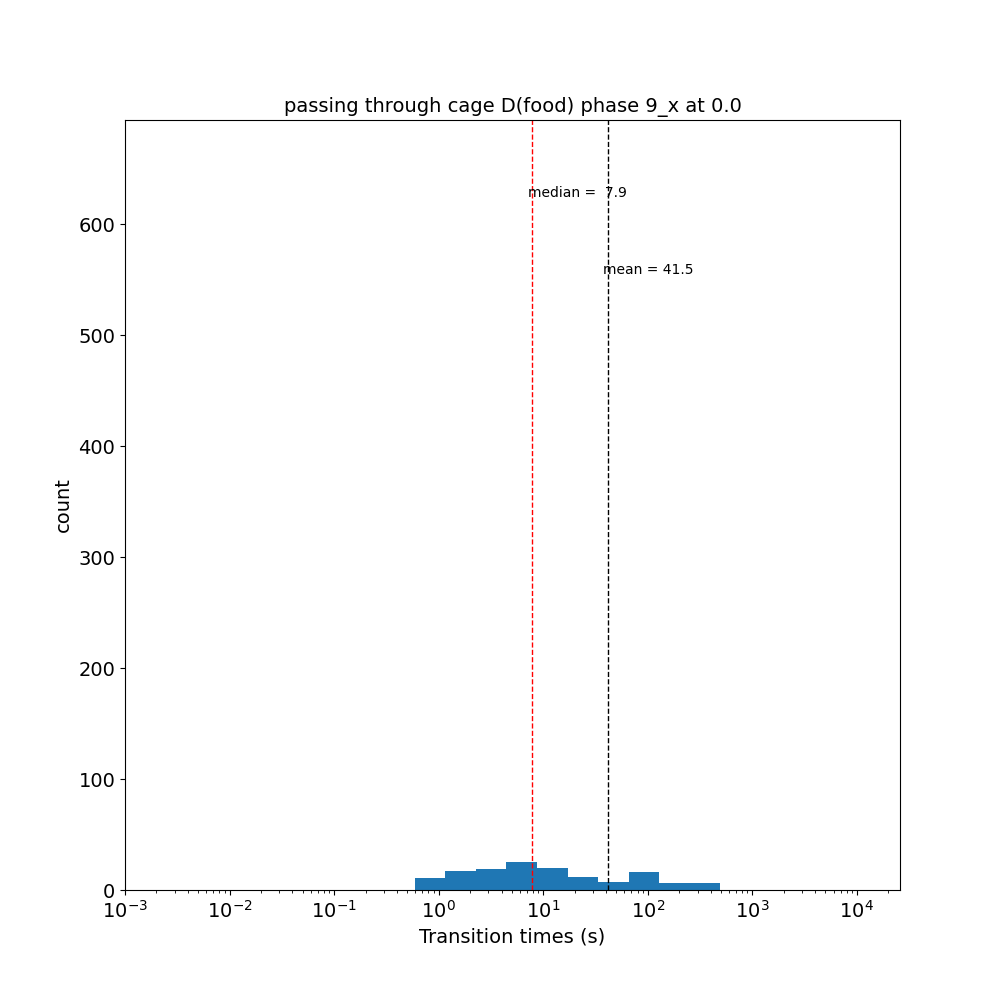 passing through cage D(food) phase 9_x at 0.0
median =  7.9
mean = 41.5
600
500
400
300
200
100
0
count
10⁻³ 10⁻² 10⁻¹ 10⁰ 10¹ 10² 10³ 10⁴
Transition times (s)